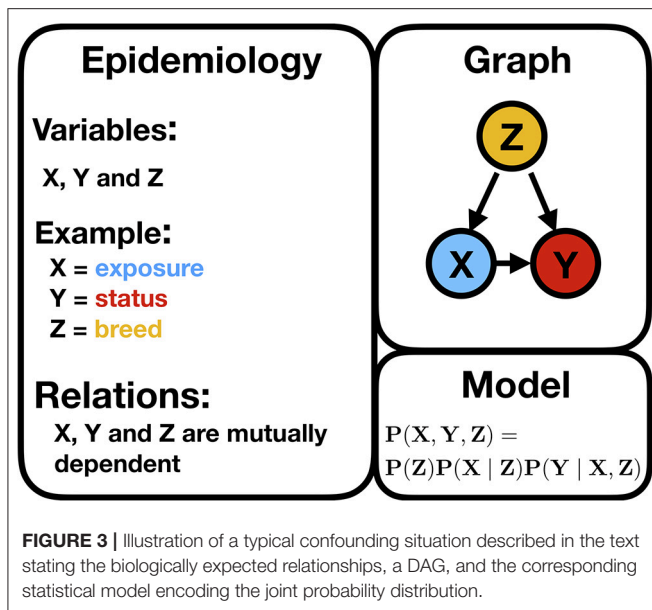 Epidemiology
Variables:
X, Y and Z
Example:
X = exposure
Y = status
Z = breed
Relations:
X, Y and Z are mutually
dependent
Graph
Z
X
Y
Model
P(X, Y, Z) =
P(Z)P(X | Z)P(Y | X, Z)
FIGURE 3 | Illustration of a typical confounding situation described in the text
stating the biologically expected relationships, a DAG, and the corresponding
statistical model encoding the joint probability distribution.